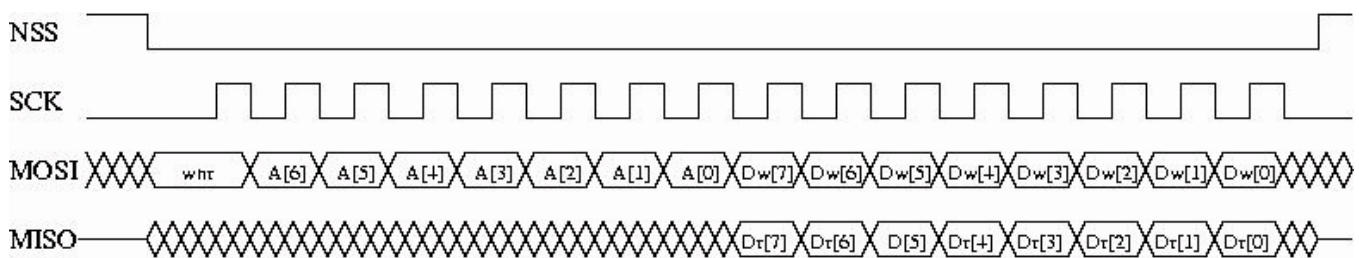 NSS
SCK
MOSI whr A[6] A[5] A[4] A[3] A[2] A[1] A[0] Dw[7] Dw[6] Dw[5] Dw[4] Dw[3] Dw[2] Dw[1] Dw[0]
MISO Dr[7] Dr[6] D[5] Dr[4] Dr[3] Dr[2] Dr[1] Dr[0]